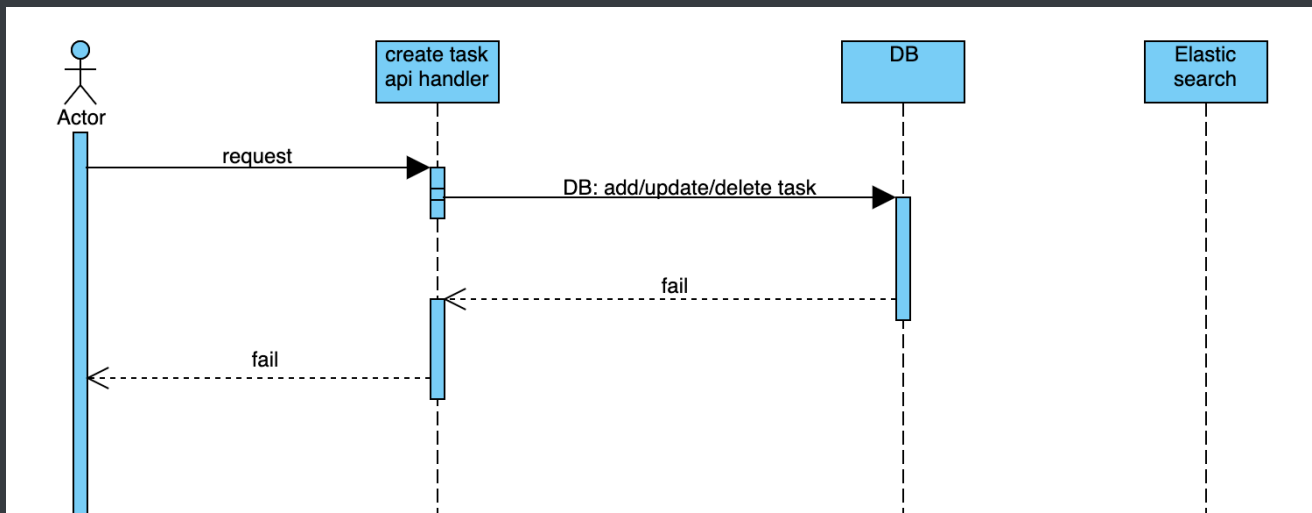 create task
api handler
DB
Elastic
search
Actor
request
DB: add/update/delete task
fail
fail